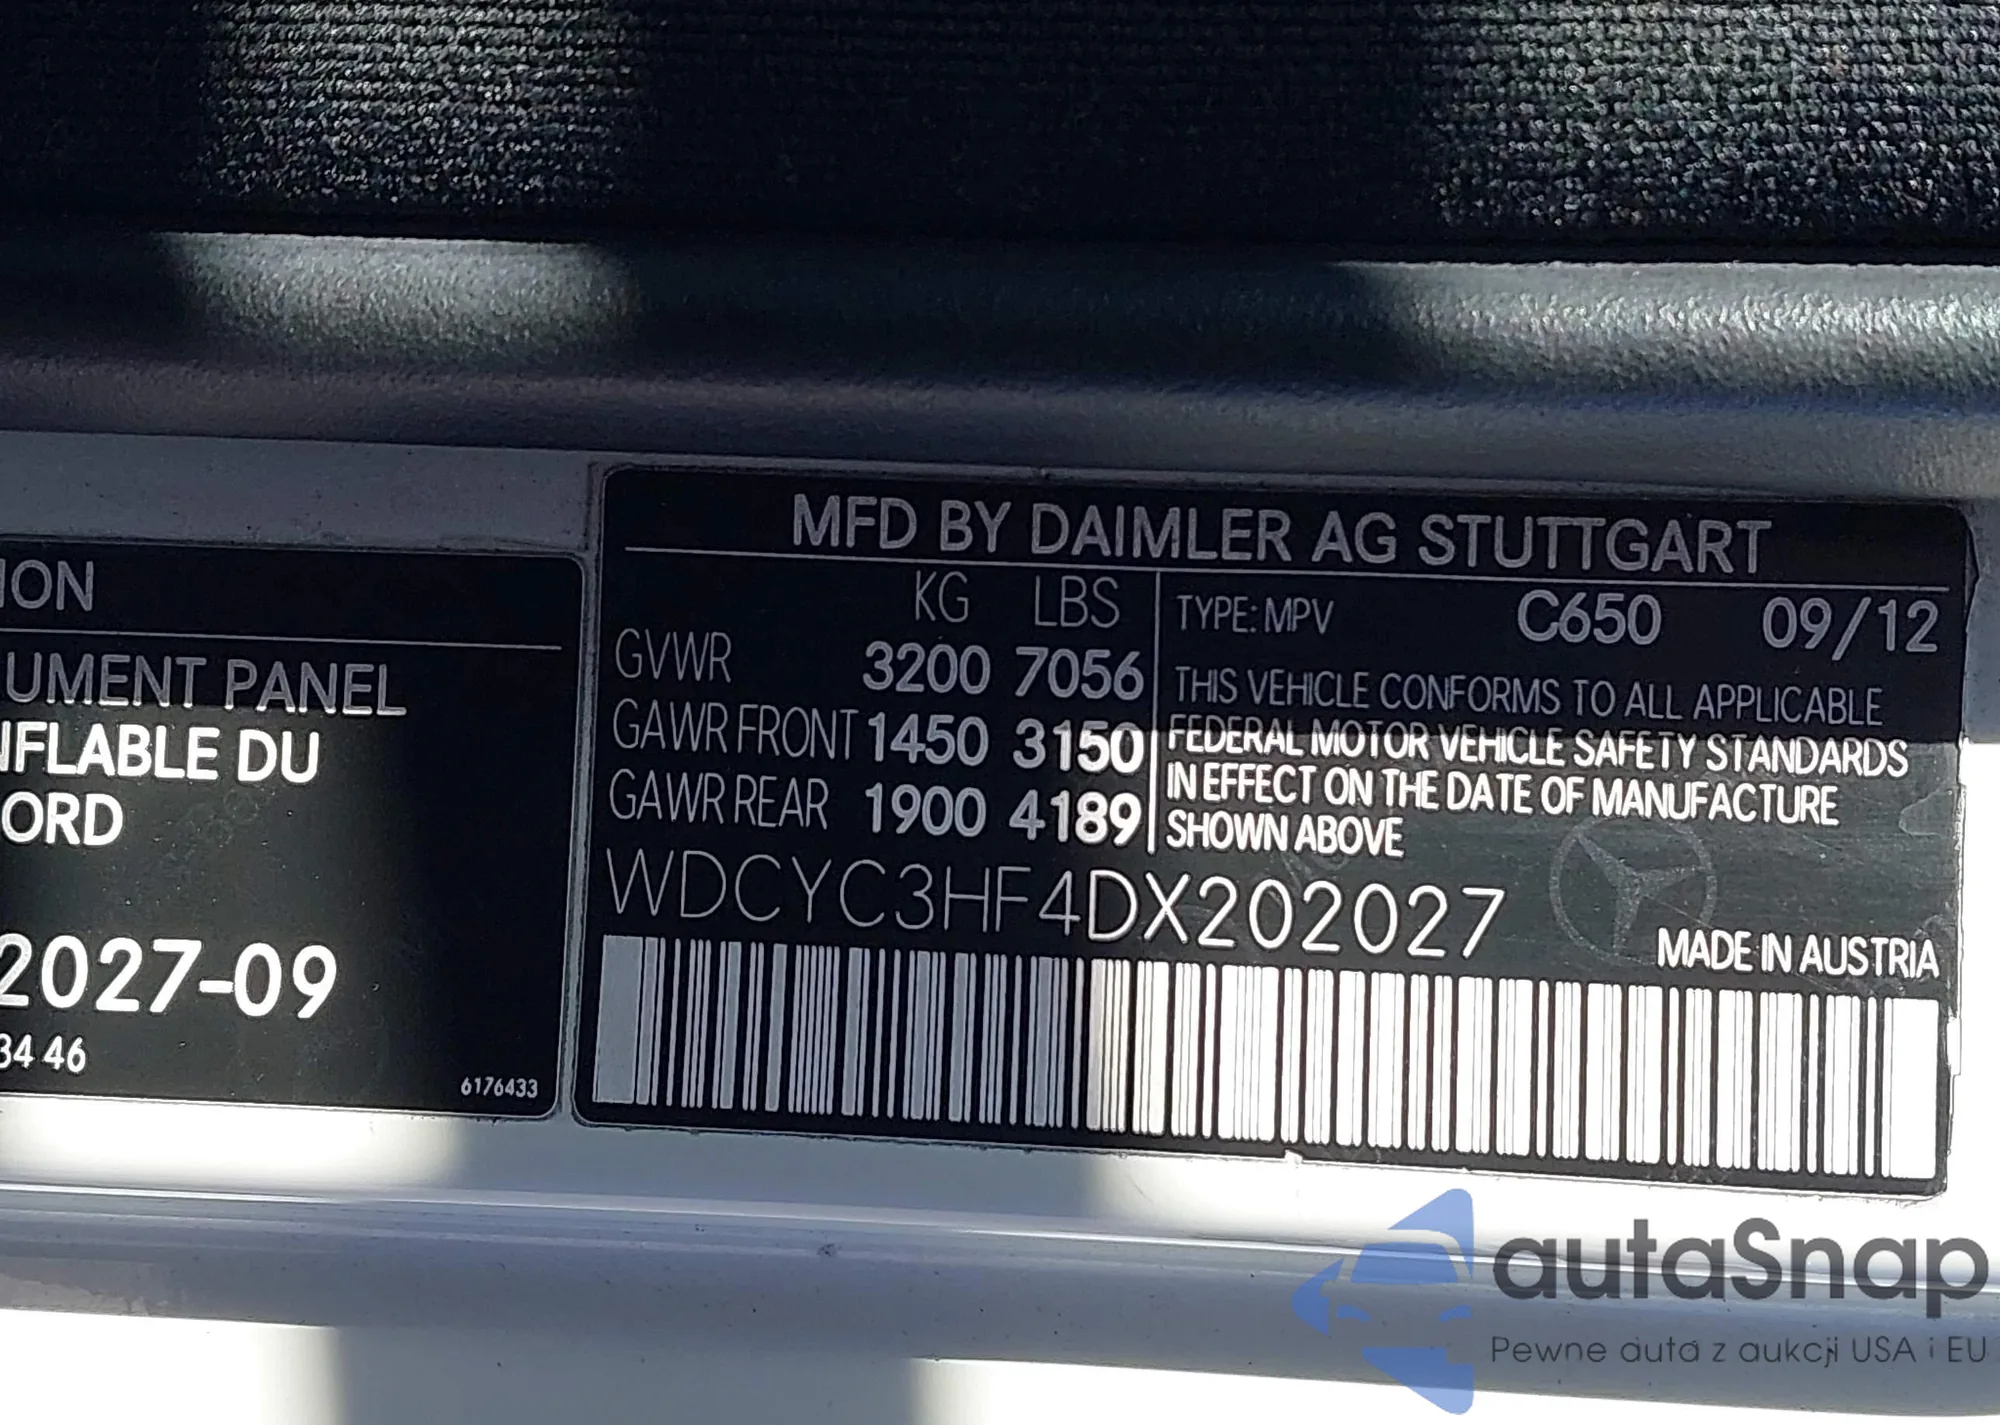 ION
UMENT PANEL
NFLABLE DU
ORD
2027-09
34 46
6176433
MFD BY DAIMLER AG STUTTGART
KG LBS
GVWR 3200 7056
GAWR FRONT 1450 3150
GAWR REAR 1900 4189
TYPE: MPV C650 09/12
THIS VEHICLE CONFORMS TO ALL APPLICABLE
FEDERAL MOTOR VEHICLE SAFETY STANDARDS
IN EFFECT ON THE DATE OF MANUFACTURE
SHOWN ABOVE
WDCYC3HF4DX202027
MADE IN AUSTRIA
autaSnap
Pewne auta z aukcji USA i EU